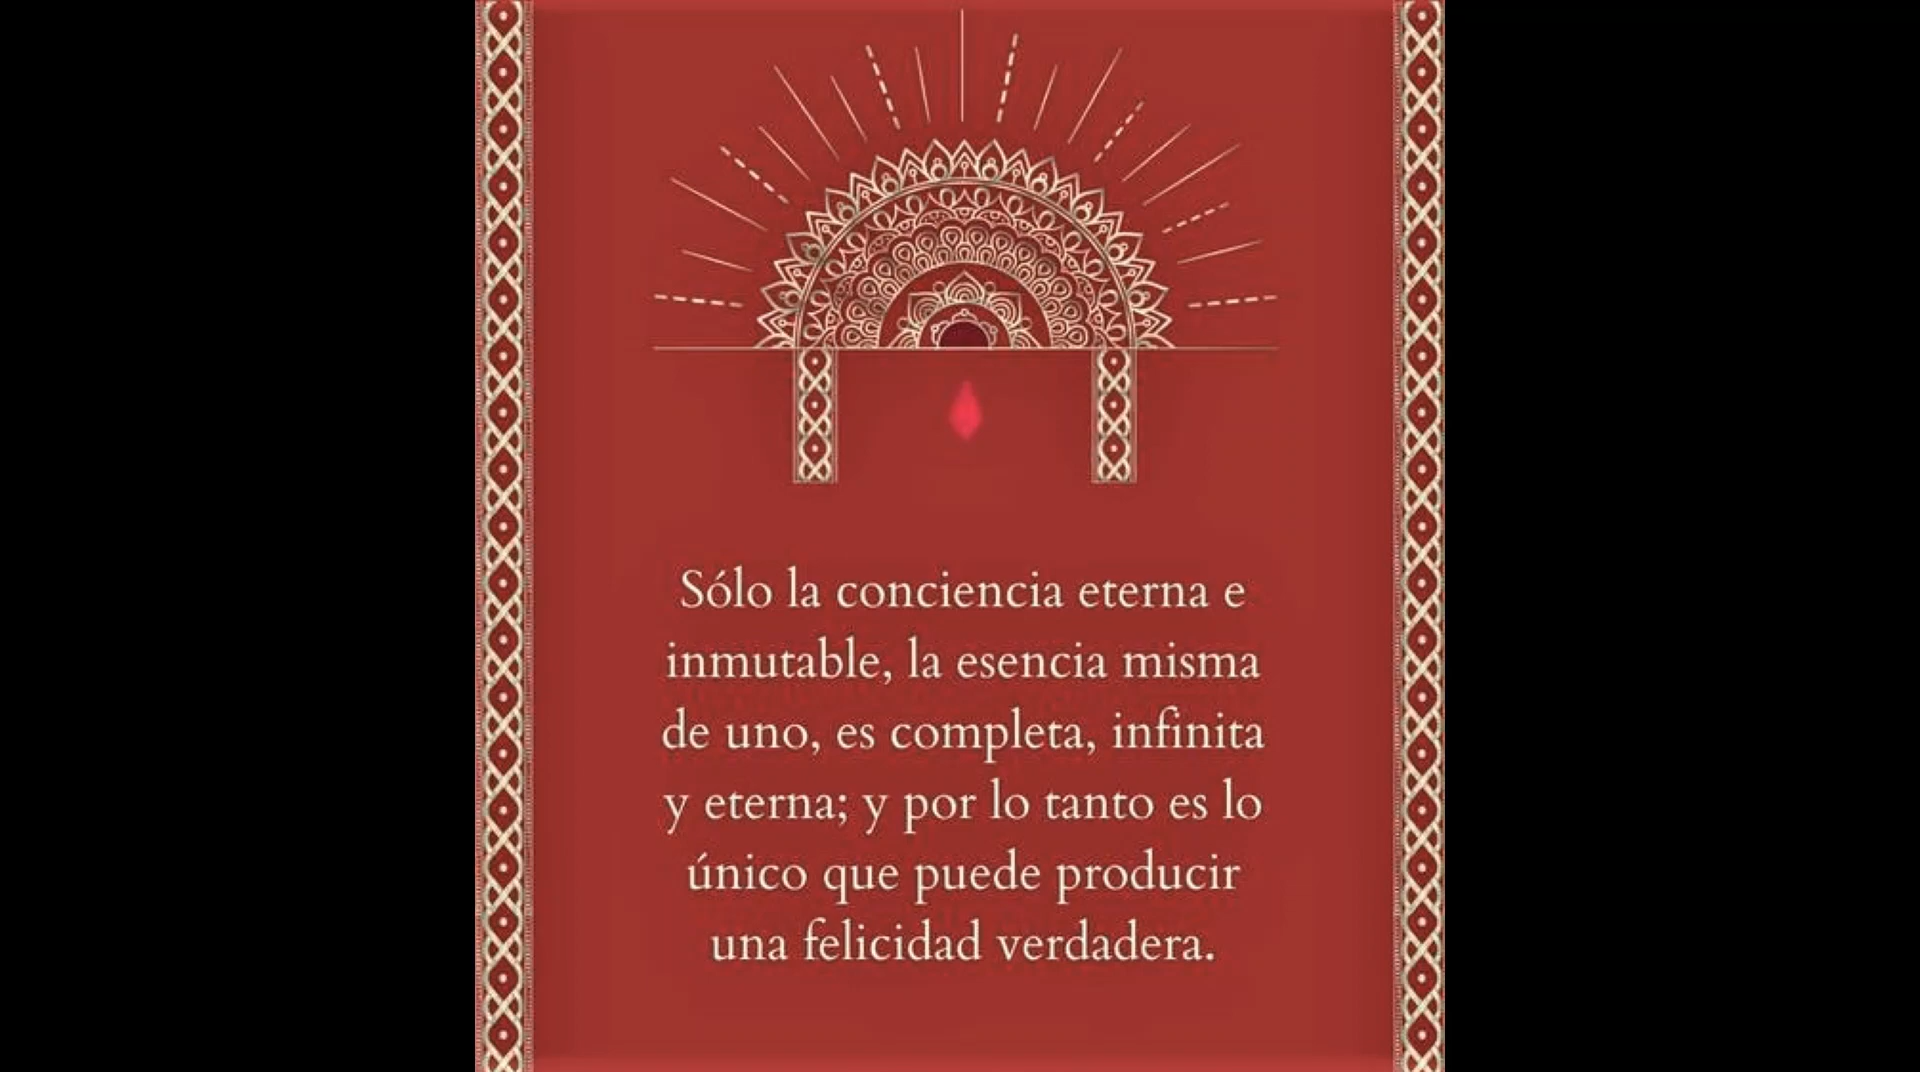 Sólo la conciencia eterna e
inmutable, la esencia misma
de uno, es completa, infinita
y eterna; y por lo tanto es lo
único que puede producir
una felicidad verdadera.